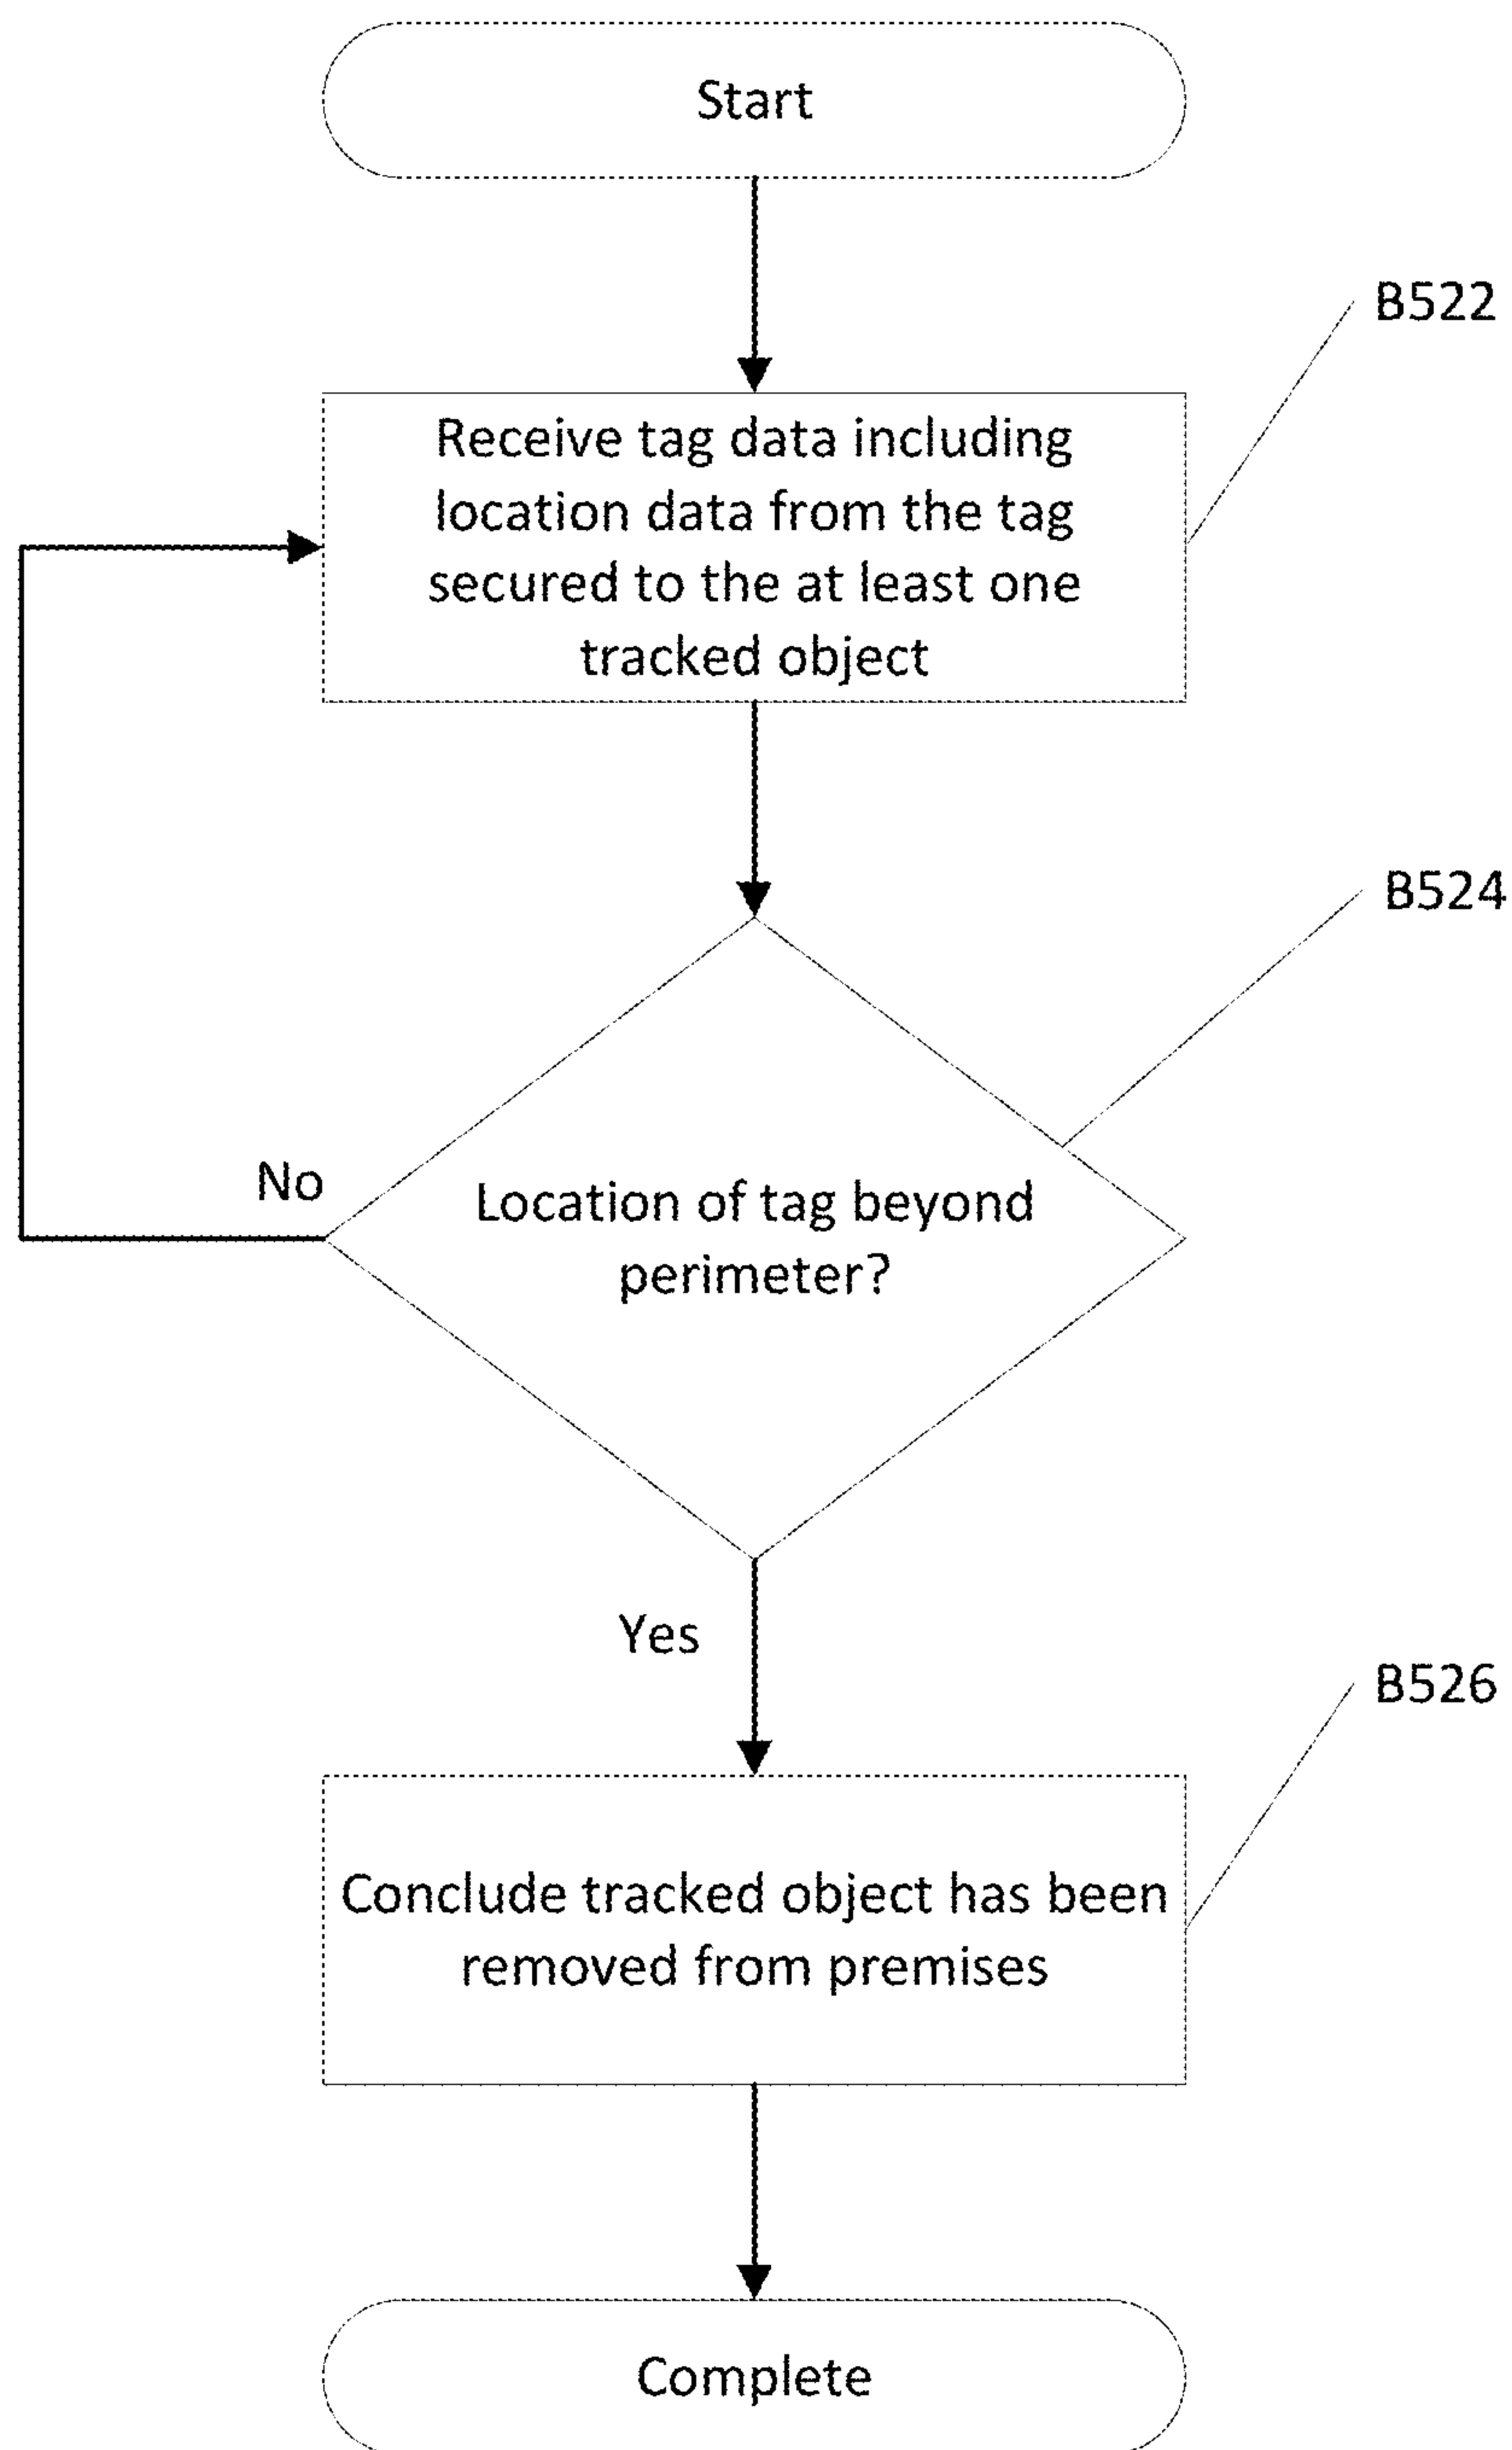 Start
B522
Receive tag data including
location data from the tag
secured to the at least one
tracked object
B524
No
Location of tag beyond
perimeter?
Yes
B526
Conclude tracked object has been
removed from premises
Complete